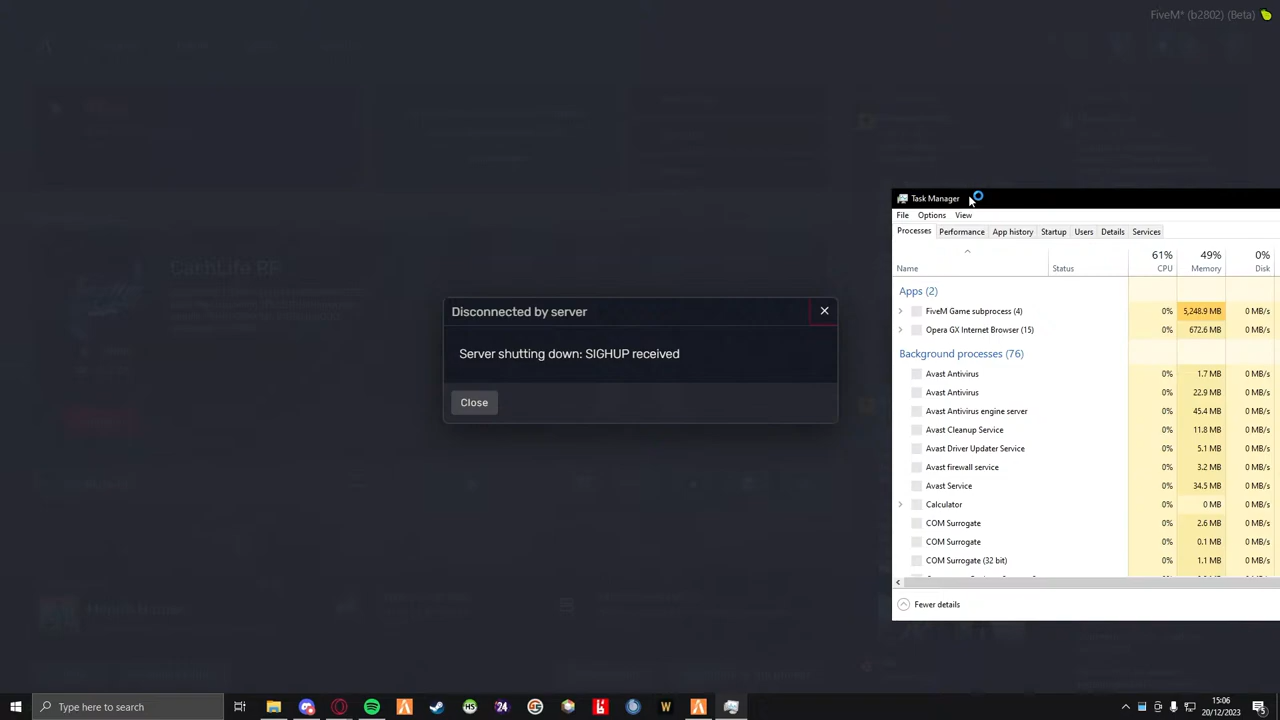 FiveM* (b2802) (Beta)
Task Manager
File Options View
Processes Performance App history Startup Users Details Services
61% 49% 0%
Name Status CPU Memory Disk
Apps (2)
FiveM Game subprocess (4) 0% 5,248.9 MB 0 MB/s
Opera GX Internet Browser (15) 0% 672.6 MB 0 MB/s
Background processes (76)
Avast Antivirus 0% 1.7 MB 0 MB/s
Avast Antivirus 0% 22.9 MB 0 MB/s
Avast Antivirus engine server 0% 45.4 MB 0 MB/s
Avast Cleanup Service 0% 11.8 MB 0 MB/s
Avast Driver Updater Service 0% 5.1 MB 0 MB/s
Avast firewall service 0% 3.2 MB 0 MB/s
Avast Service 0% 34.5 MB 0 MB/s
Calculator 0% 0 MB 0 MB/s
COM Surrogate 0% 2.6 MB 0 MB/s
COM Surrogate 0% 0.1 MB 0 MB/s
COM Surrogate (32 bit) 0% 0.4 MB 0 MB/s
Fewer details
Disconnected by server
Server shutting down: SIGHUP received
Close
Type here to search
15:06
20/12/2023